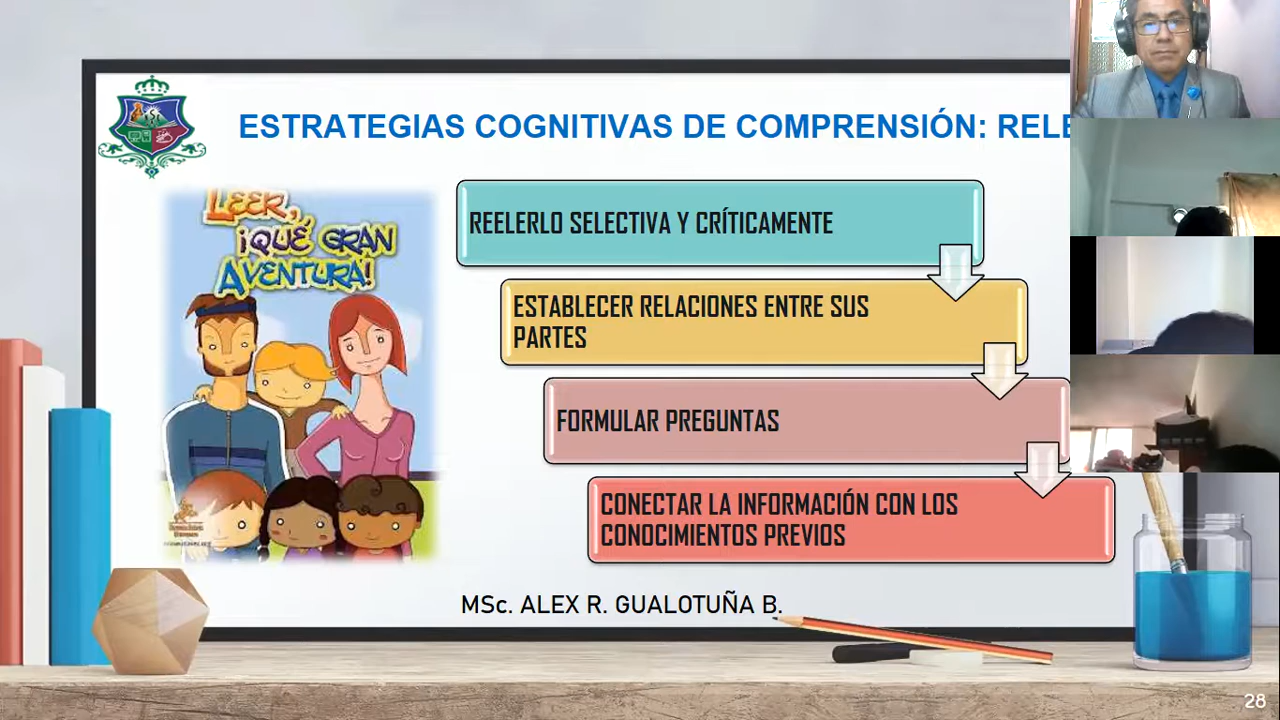 ESTRATEGIAS COGNITIVAS DE COMPRENSIÓN:
LEER,
¡QUÉ GRAN
AVENTURA!
REELERLO SELECTIVA Y CRÍTICAMENTE
ESTABLECER RELACIONES ENTRE SUS
PARTES
FORMULAR PREGUNTAS
CONECTAR LA INFORMACIÓN CON LOS
CONOCIMIENTOS PREVIOS
MSc. ALEX R. GUALOTUÑA B.
28